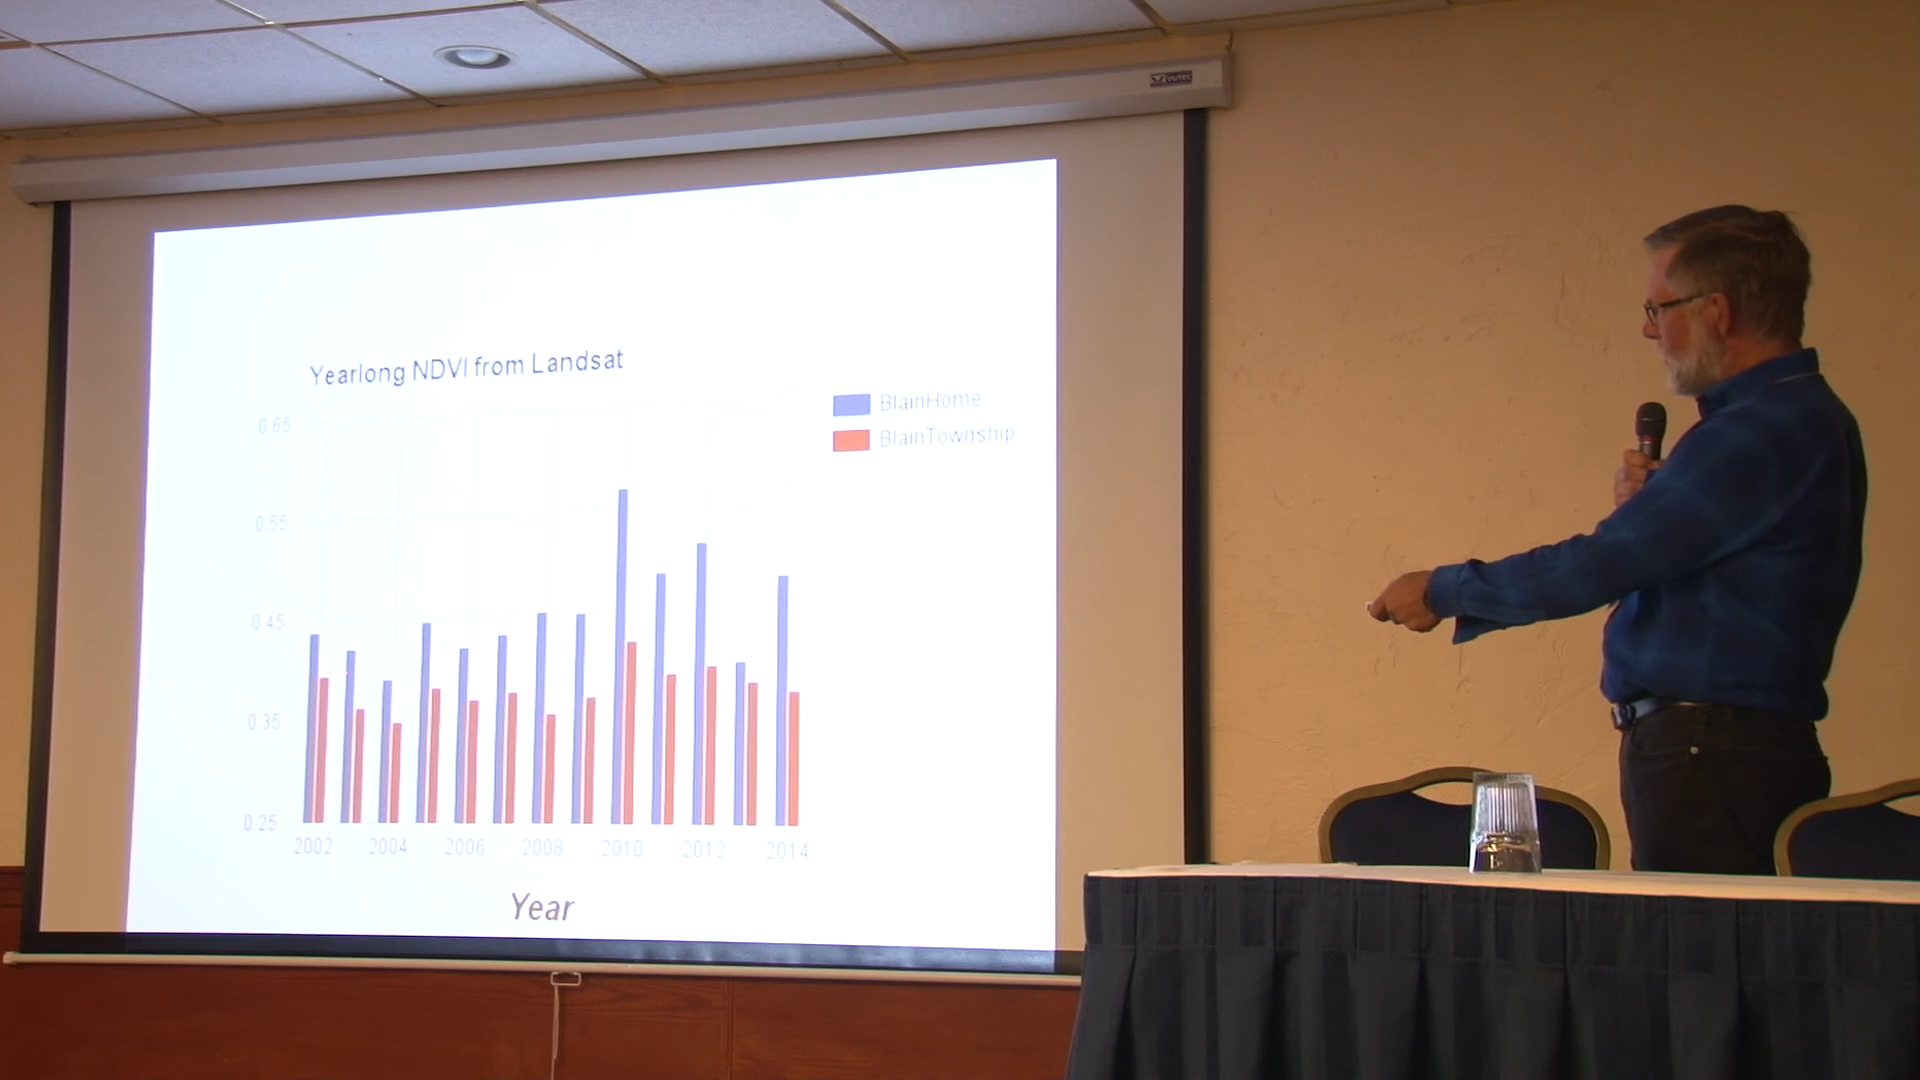 VUTEC
Yearlong NDVI from Landsat
BlainHome
BlainTownship
0.65
0.55
0.45
0.35
0.25
2002 2004 2006 2008 2010 2012 2014
Year